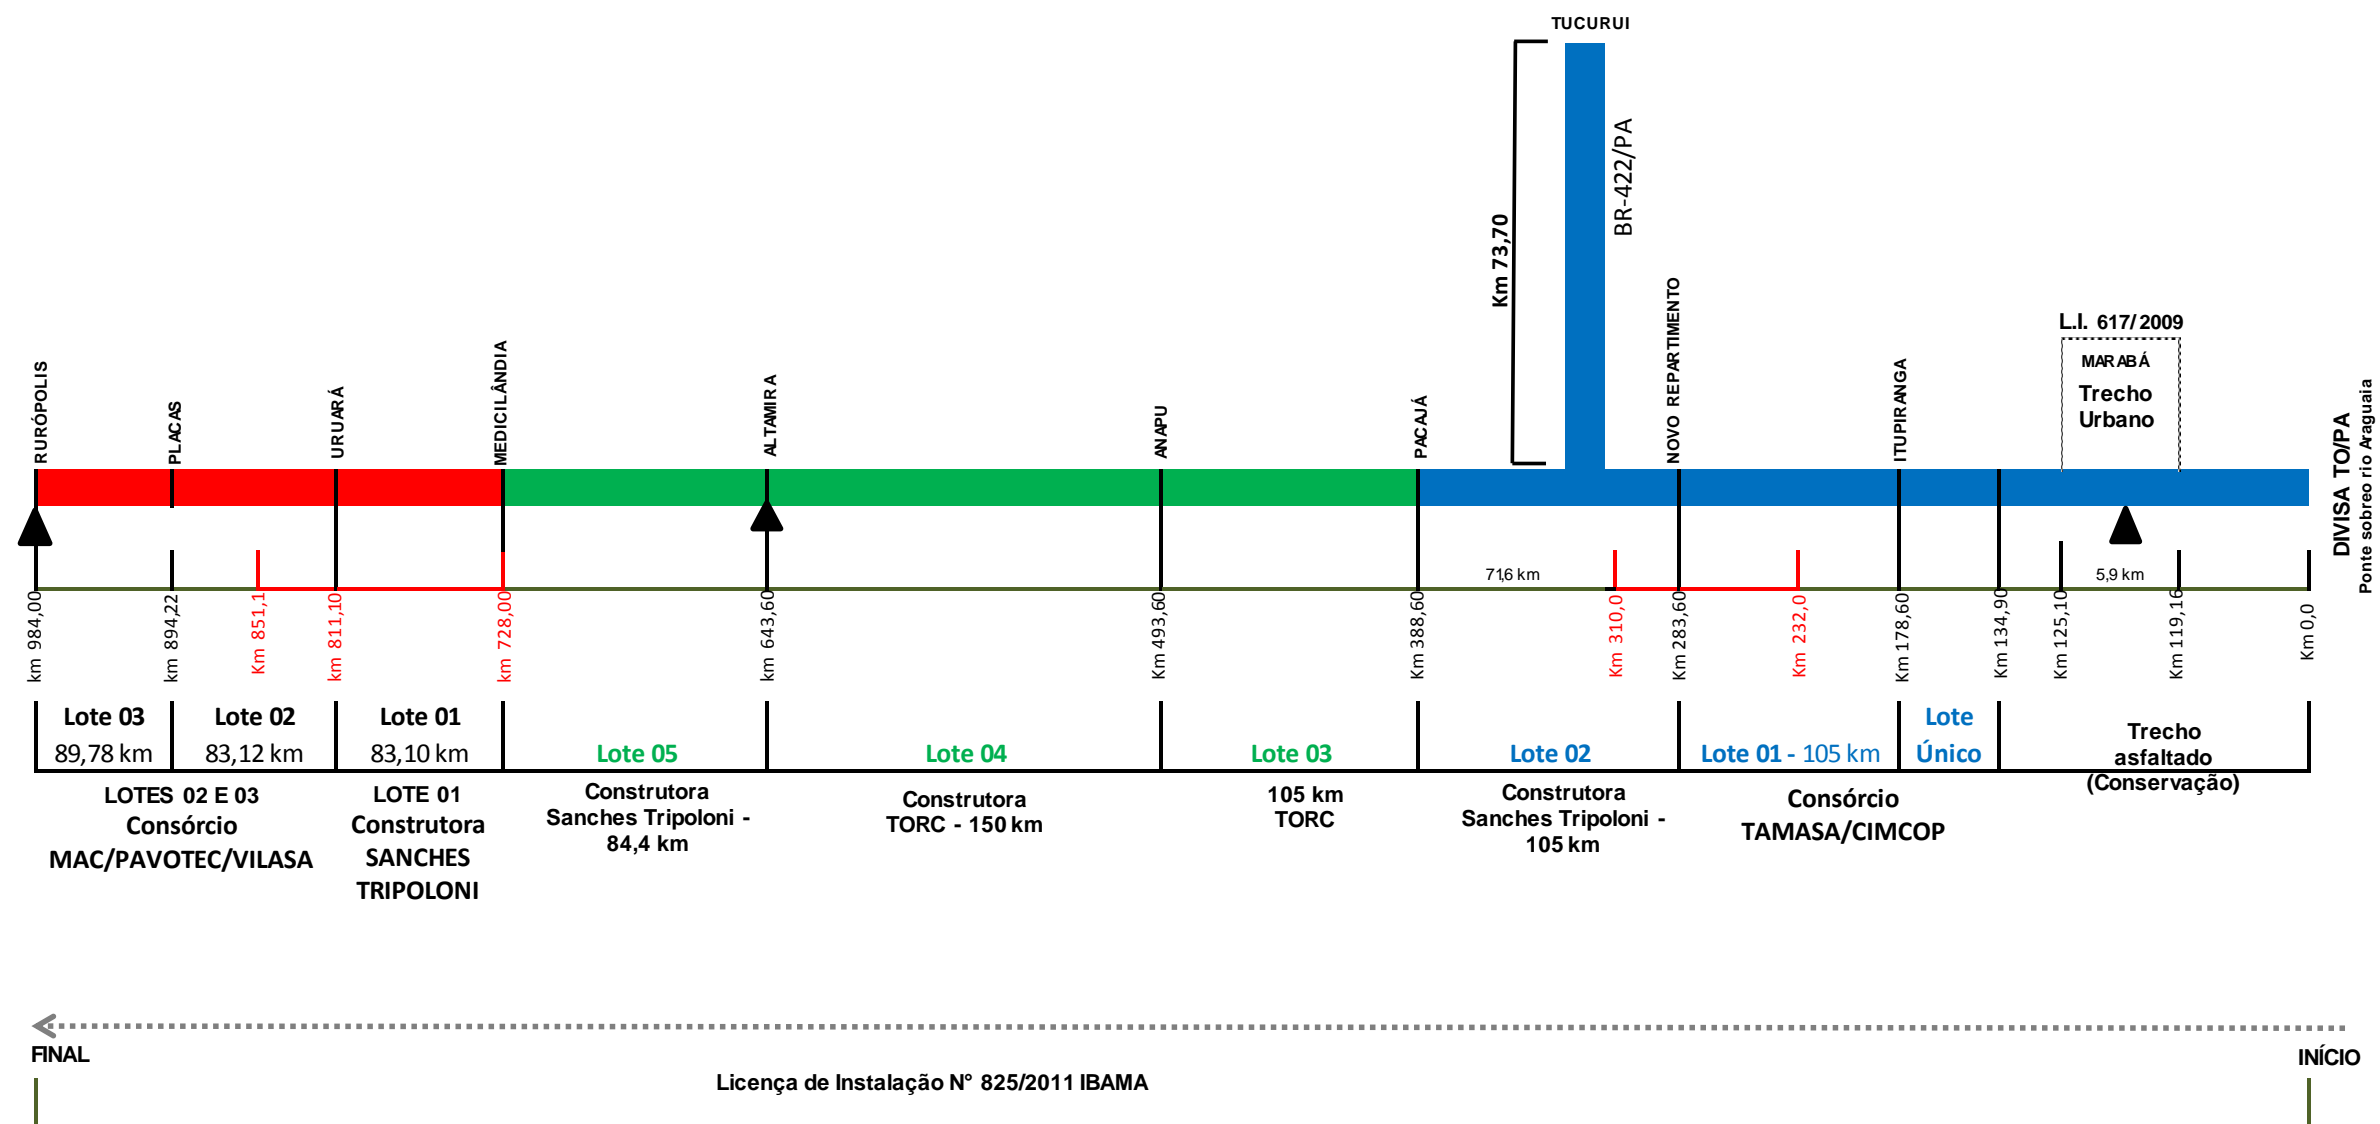 TUCURUI
BR-422/PA
Km 73,70
RURÓPOLIS
PLACAS
URUARÁ
MEDICILÂNDIA
ALTAMIRA
ANAPU
PACAJÁ
NOVO REPARTIMENTO
ITUPIRANGA
L.I. 617/2009
MARABÁ
Trecho
Urbano
DIVISA TO/PA
Ponte sobreo rio Araguaia
71,6 km
5,9 km
km 984,00
km 894,22
Km 851,1
km 811,10
km 728,00
km 643,60
Km 493,60
Km 388,60
Km 310,0
Km 283,60
Km 232,0
Km 178,60
Km 134,90
Km 125,10
Km 119,16
Km 0,0
Lote 03
89,78 km
Lote 02
83,12 km
Lote 01
83,10 km
Lote 05
Lote 04
Lote 03
Lote 02
Lote 01 - 105 km
Lote
Único
Trecho
asfaltado
(Conservação)
LOTES 02 E 03
Consórcio
MAC/PAVOTEC/VILASA
LOTE 01
Construtora
SANCHES
TRIPOLONI
Construtora
Sanches Tripoloni -
84,4 km
Construtora
TORC - 150 km
105 km
TORC
Construtora
Sanches Tripoloni -
105 km
Consórcio
TAMASA/CIMCOP
FINAL
INÍCIO
Licença de Instalação N° 825/2011 IBAMA